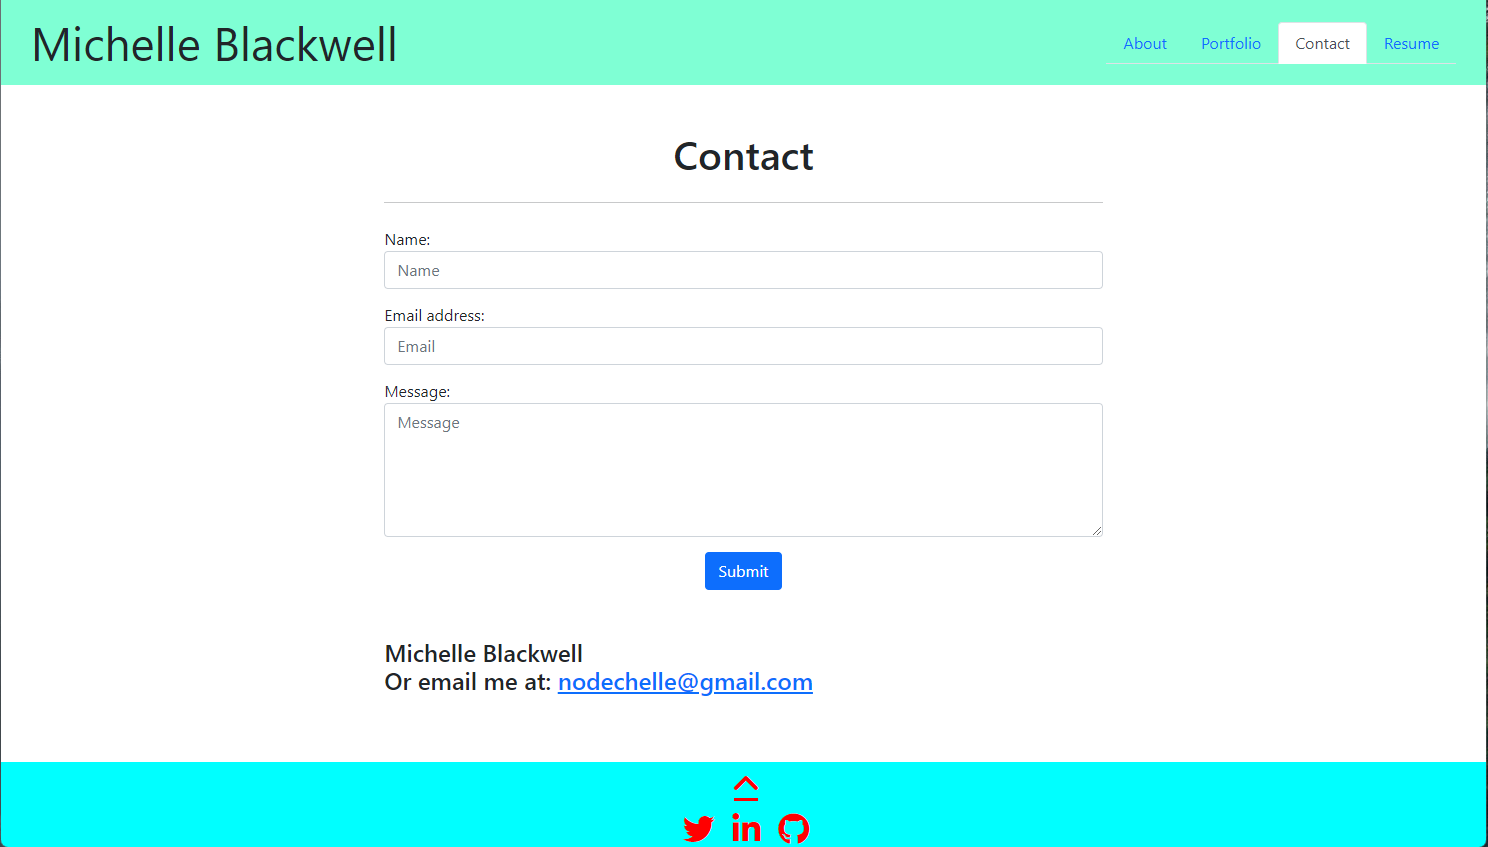 Michelle Blackwell
About Portfolio Contact Resume
Contact
Name:
Name
Email address:
Email
Message:
Message
Submit
Michelle Blackwell
Or email me at: nodechelle@gmail.com
in